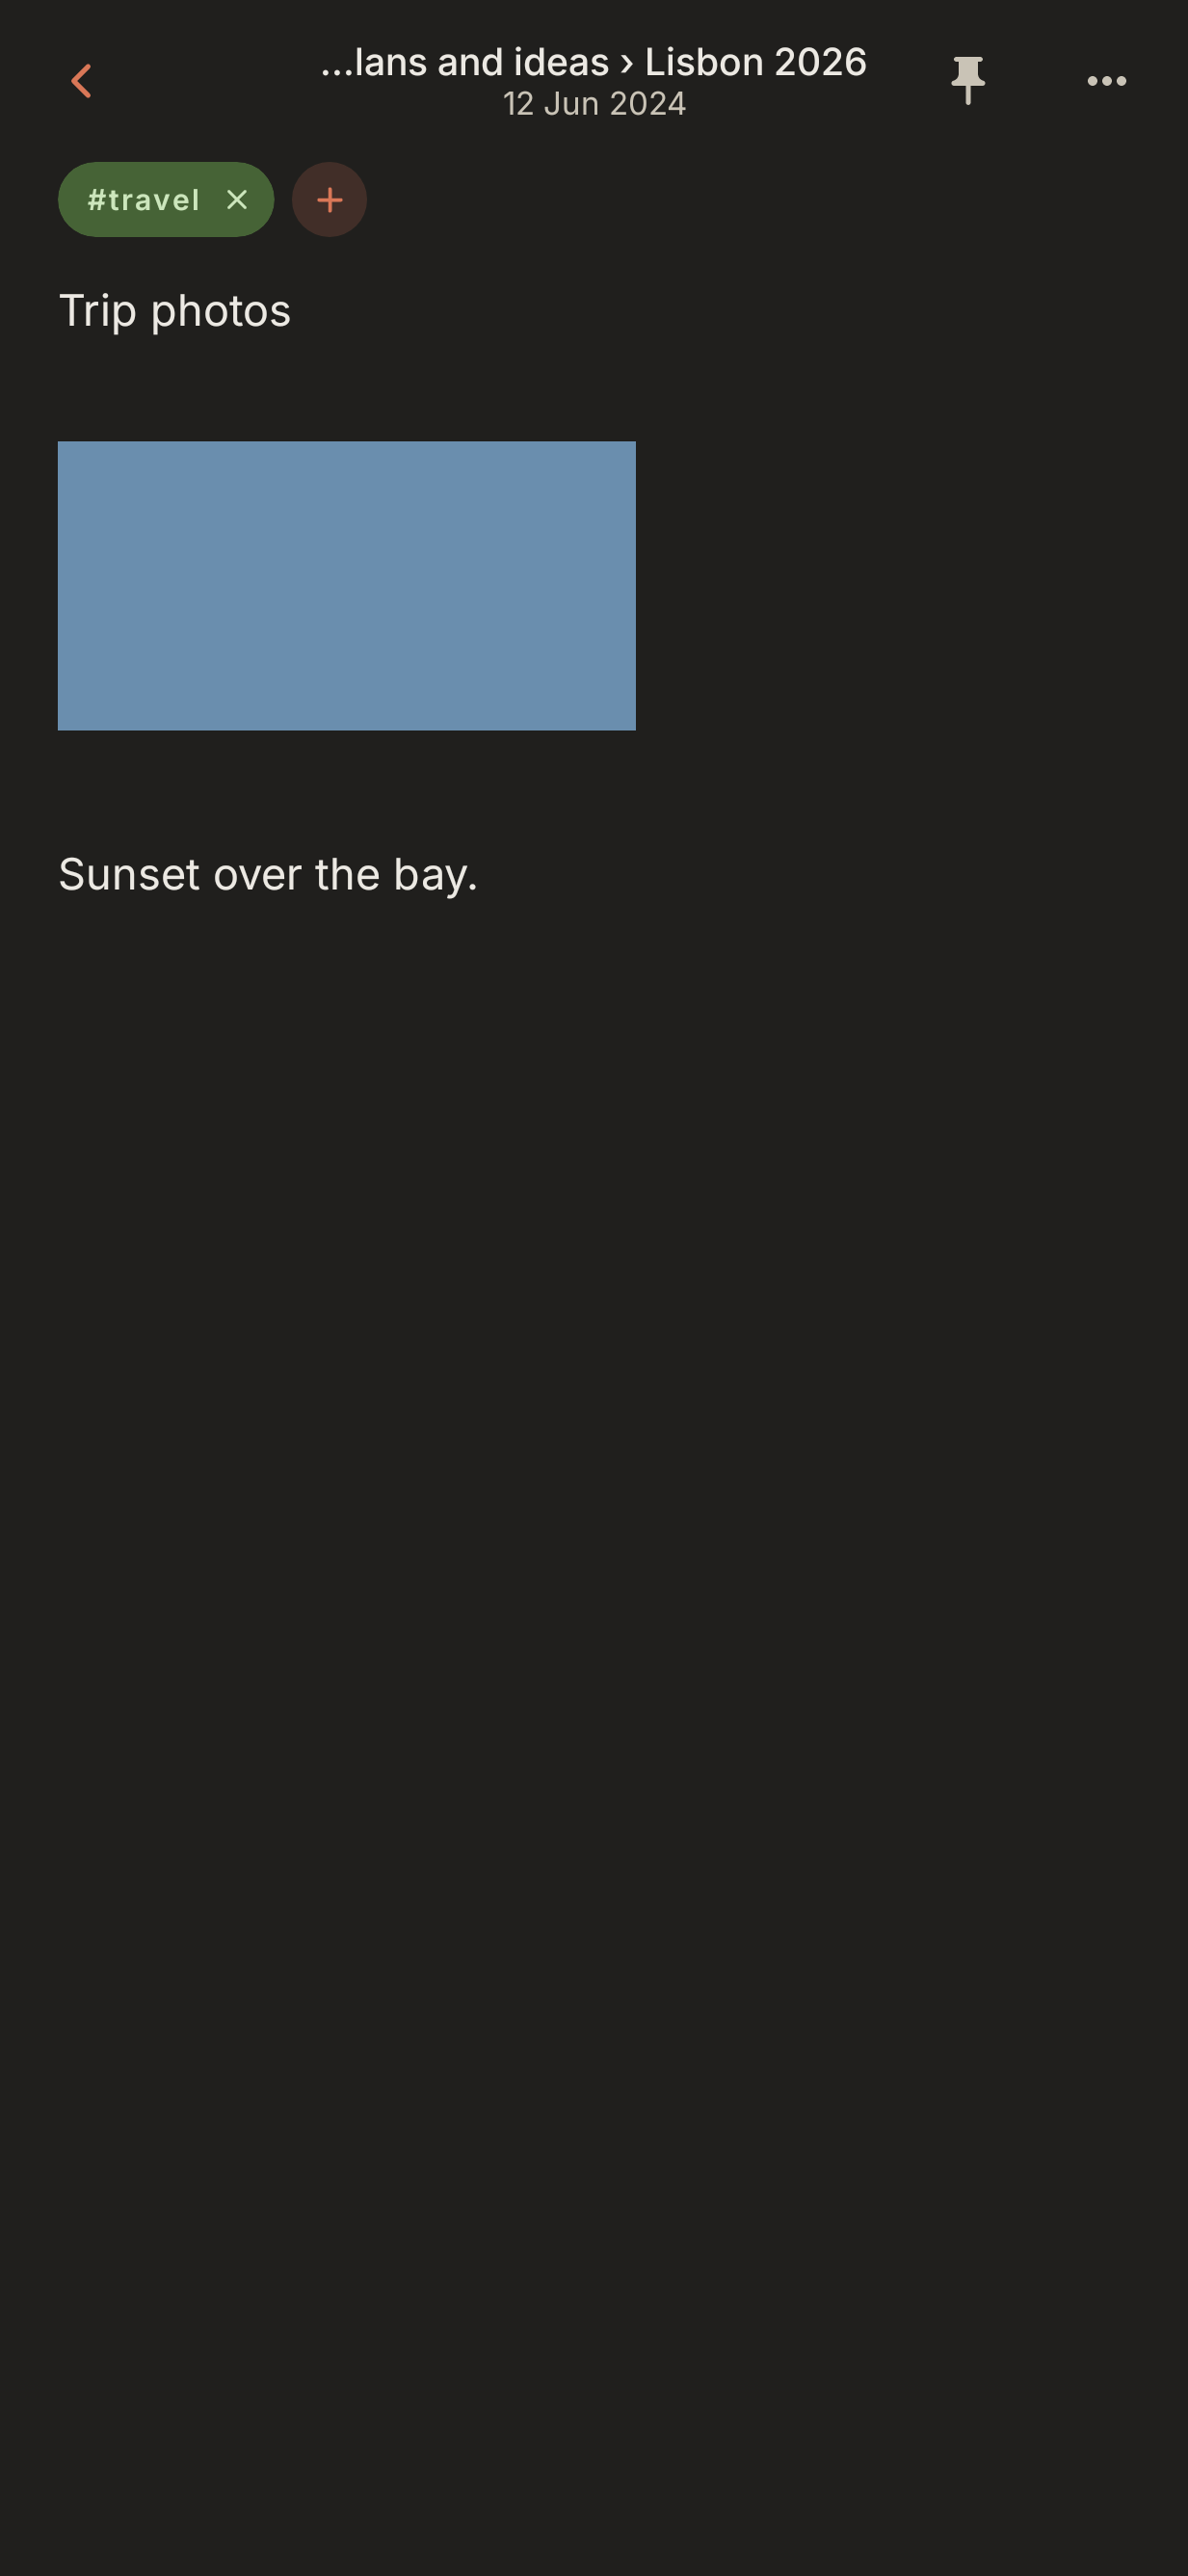 ...lans and ideas › Lisbon 2026
12 Jun 2024
#travel
Trip photos
Sunset over the bay.